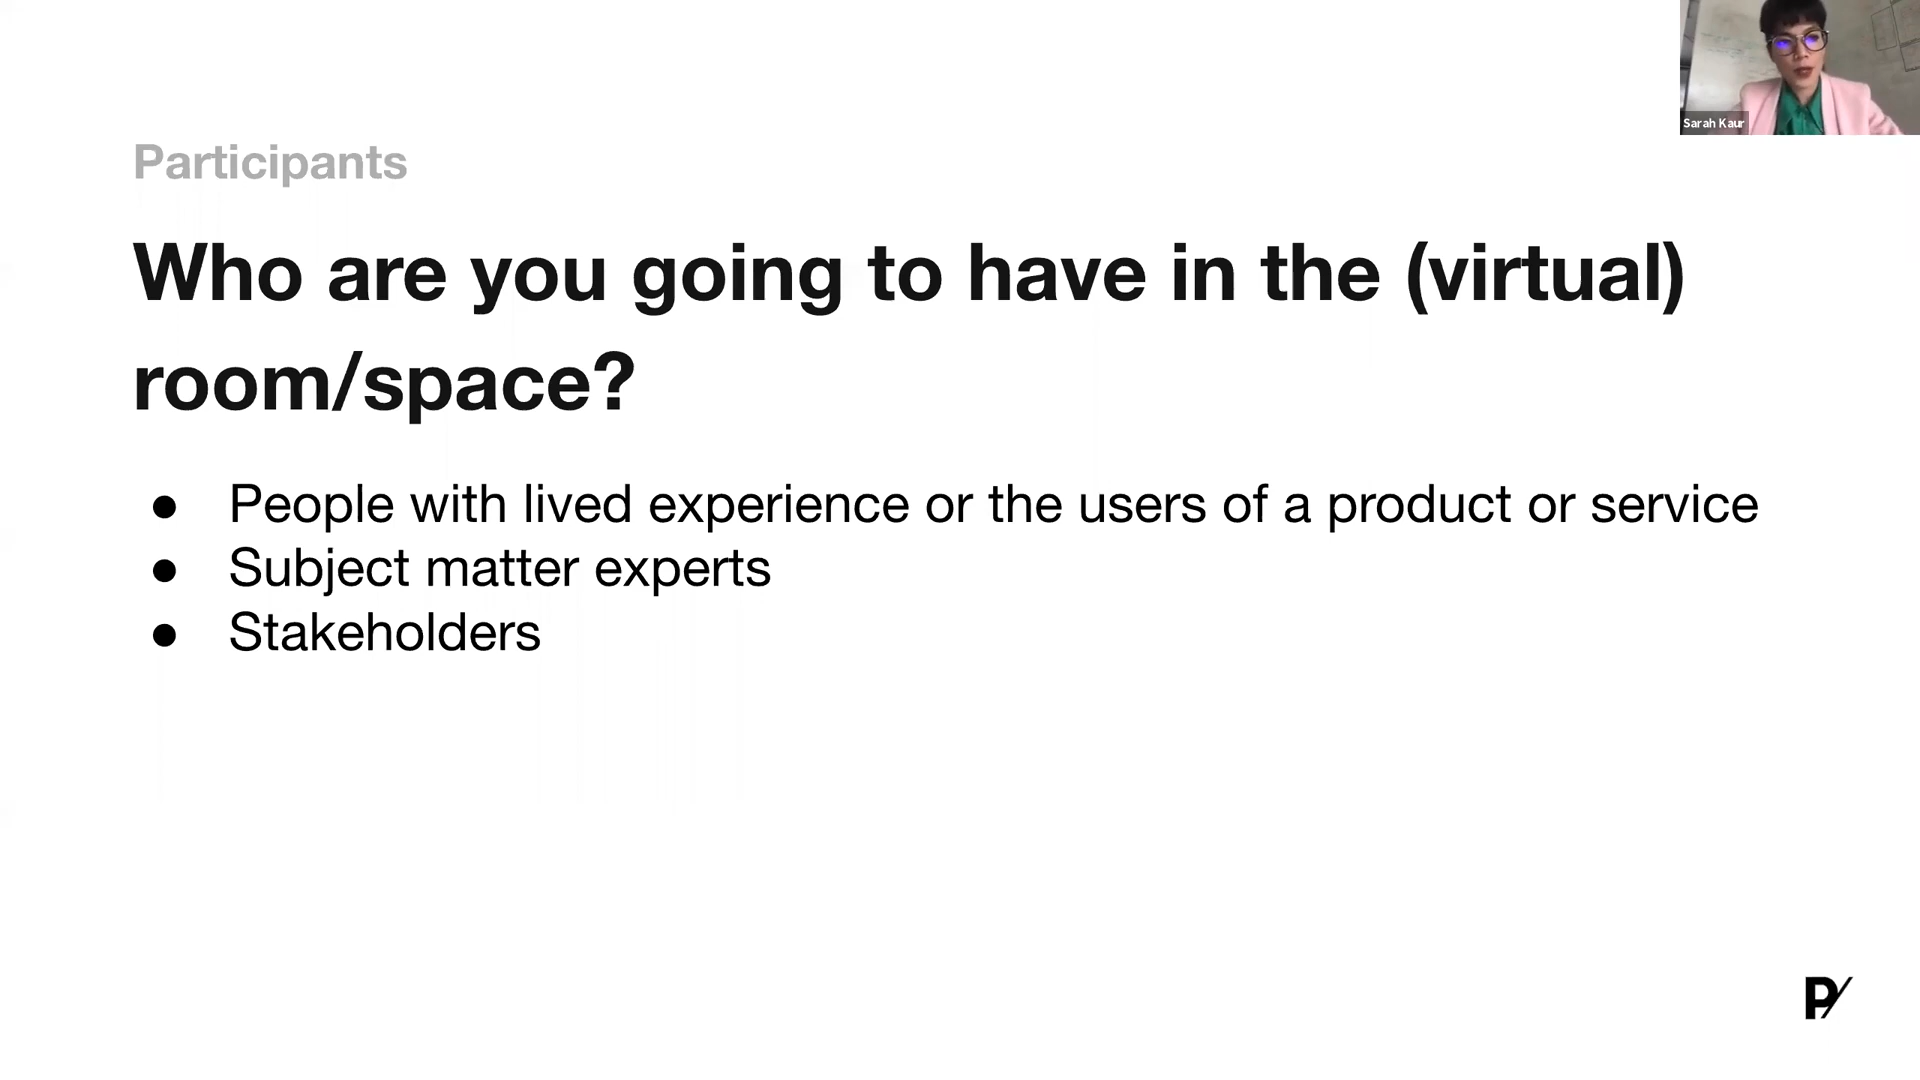 Sarah Kaur
Participants
Who are you going to have in the (virtual)
room/space?
● People with lived experience or the users of a product or service
● Subject matter experts
● Stakeholders
P/